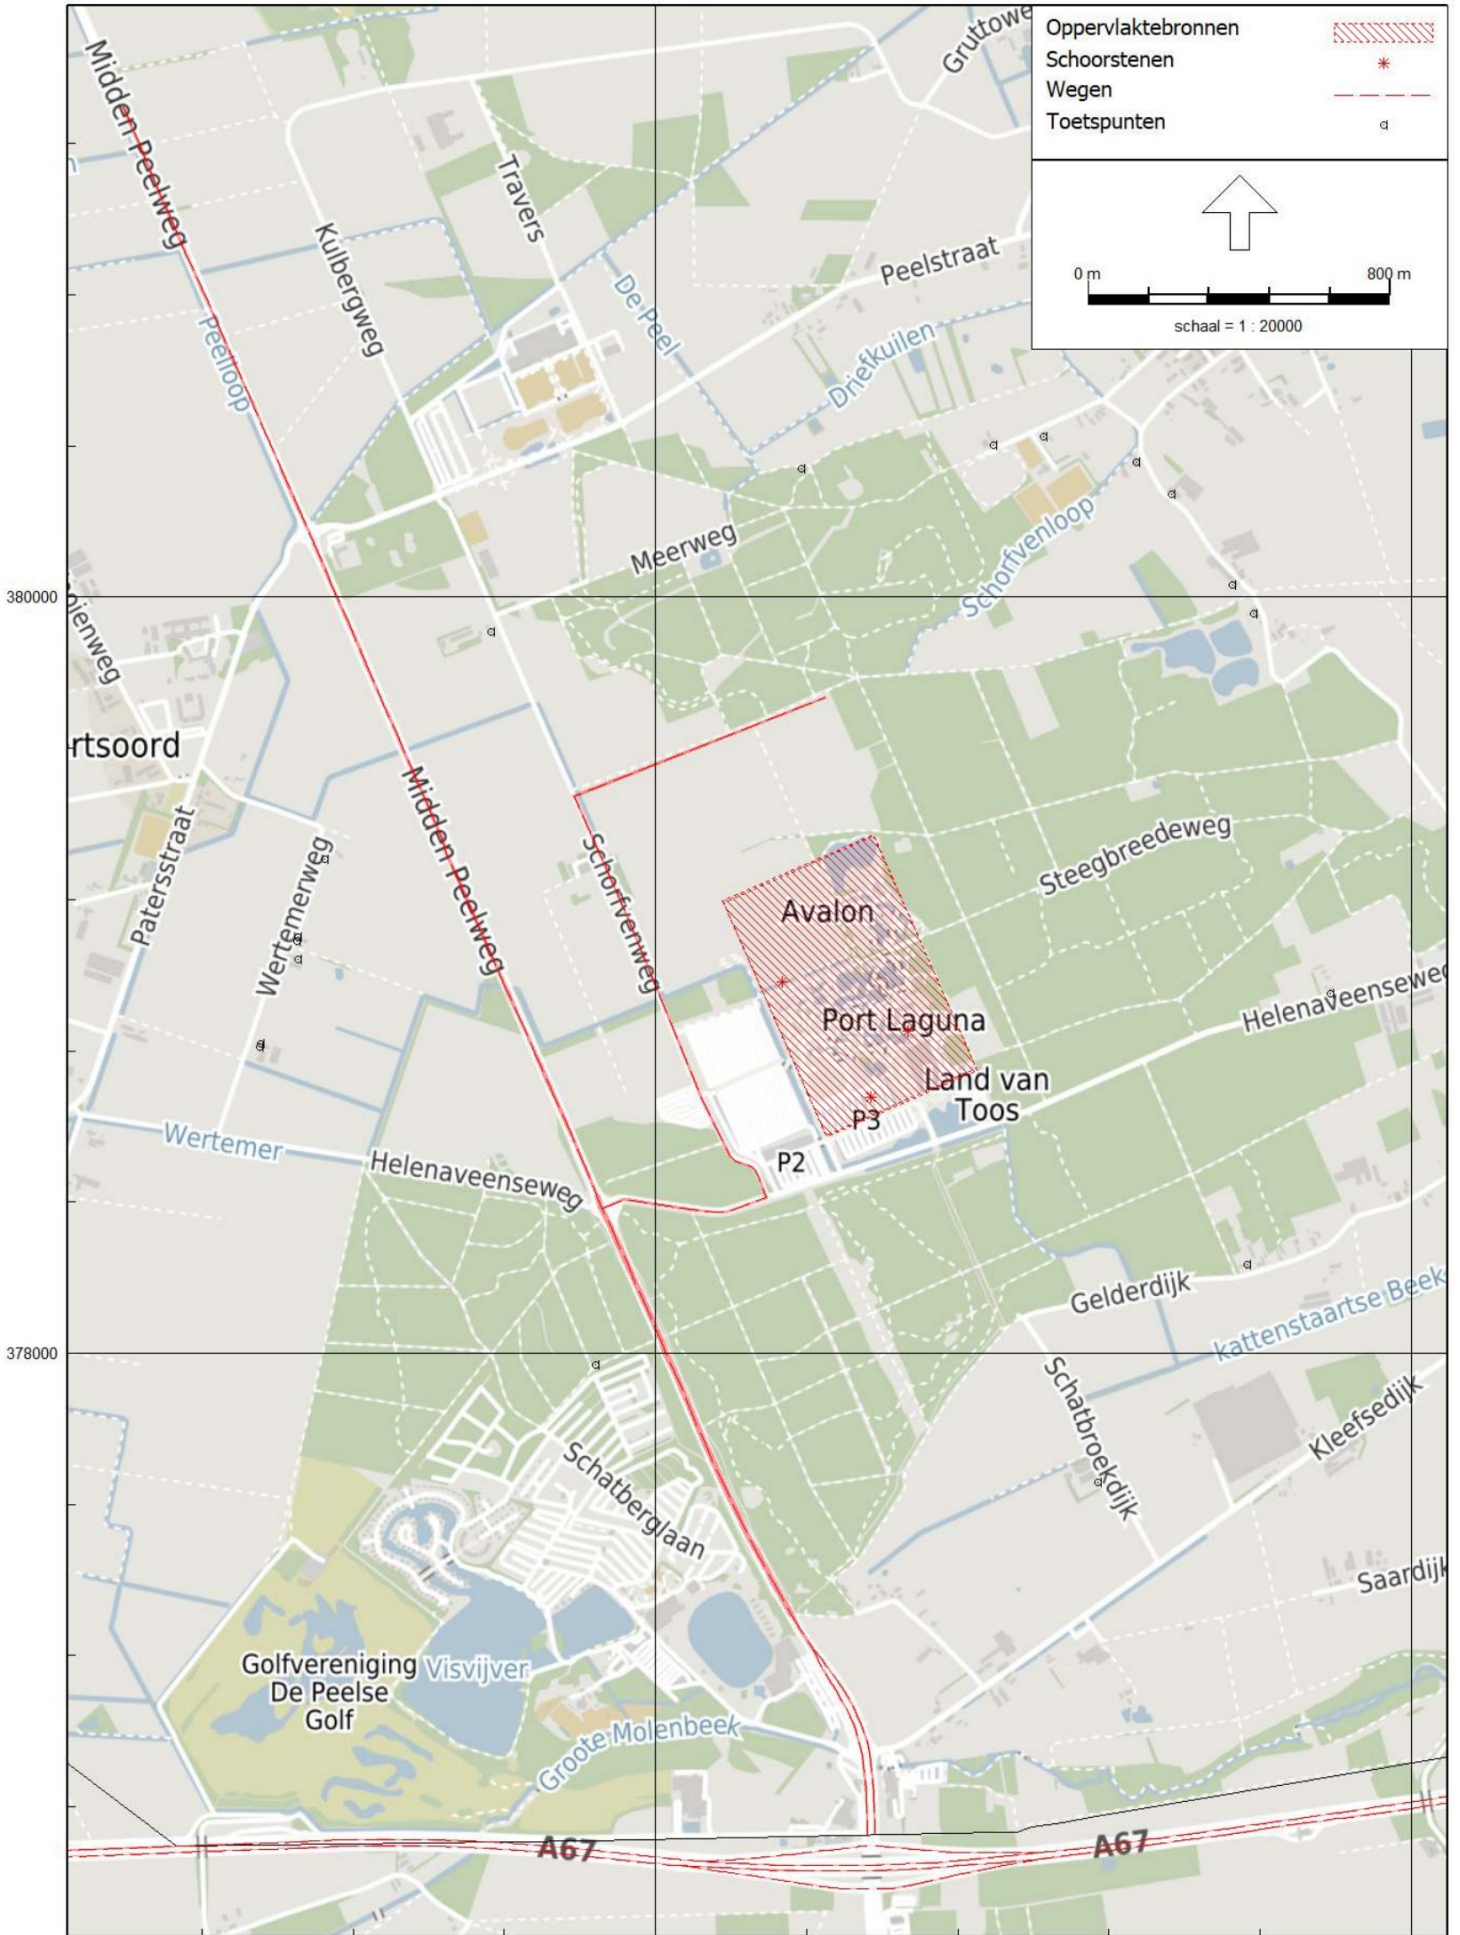 Oppervlaktebronnen
Schoorstenen
Wegen
Toetspunten
0 m
800 m
schaal = 1 : 20000
Midden Peelweg
Travers
Kulbergweg
Peelloop
De Peel
Peelstraat
Driefkuilen
Meerweg
Schorfvenloop
380000
rtsoord
Midden Peelweg
Schorfvenweg
Patersstraat
Wertemerweg
Steegbreedeweg
Avalon
Port Laguna
Helenaveenseweg
Land van
Toos
P3
P2
Wertemer
Helenaveenseweg
Gelderdijk
kattenstaartse Beek
378000
Schatbroekdijk
Kleefsedijk
Schatberglaan
Saardijk
Golfvereniging
De Peelse
Golf
Visvijver
Groote Molenbeek
A67
A67